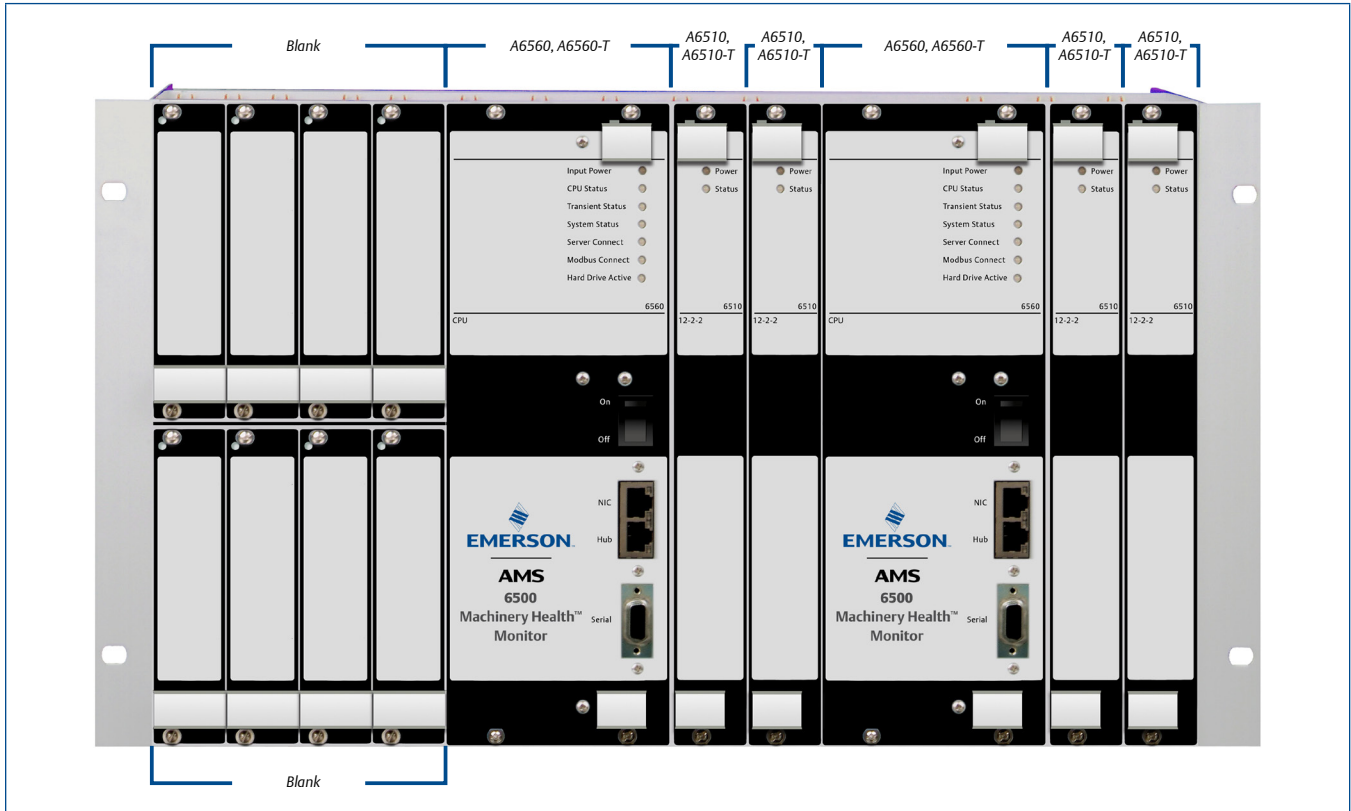 Blank
A6560, A6560-T
A6510,
A6510-T
A6510,
A6510-T
A6560, A6560-T
A6510,
A6510-T
A6510,
A6510-T
Input Power
CPU Status
Transient Status
System Status
Server Connect
Modbus Connect
Hard Drive Active
6560
CPU
Power
Status
6510
12-2-2
Power
Status
6510
12-2-2
Input Power
CPU Status
Transient Status
System Status
Server Connect
Modbus Connect
Hard Drive Active
6560
CPU
Power
Status
6510
12-2-2
Power
Status
6510
12-2-2
On
Off
On
Off
NIC
Hub
EMERSON™
AMS
6500
Machinery Health™
Monitor
Serial
NIC
Hub
EMERSON
AMS
6500
Machinery Health™
Monitor
Serial
Blank